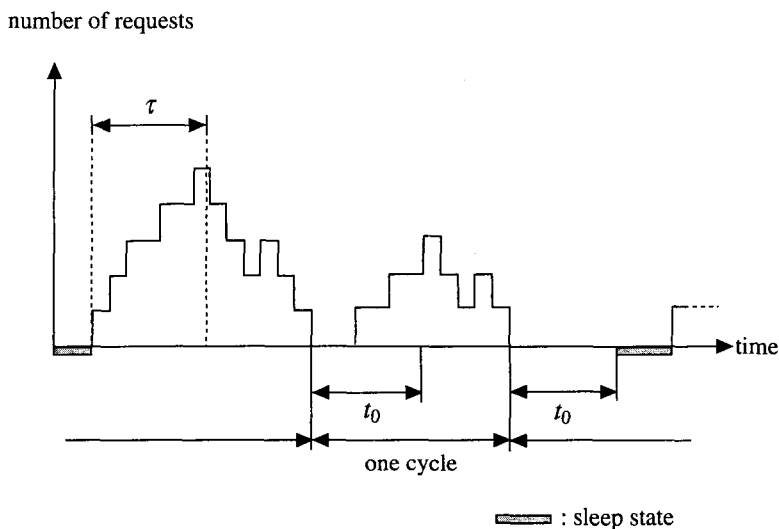 number of requests
τ
time
t₀
t₀
one cycle
: sleep state